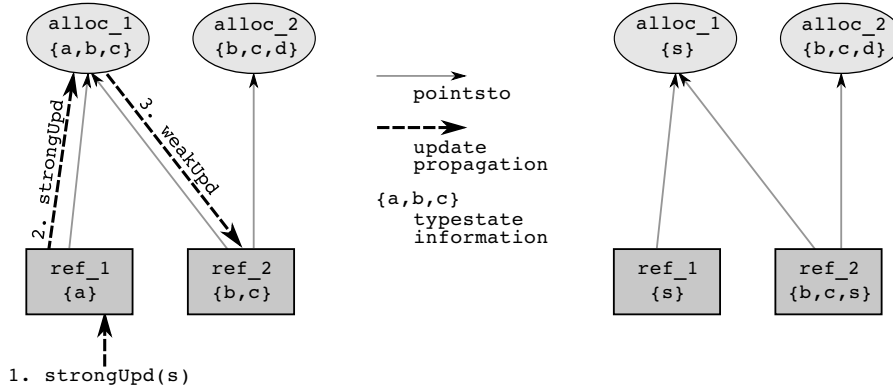 alloc_1
{a,b,c}
alloc_2
{b,c,d}
2. strongUpd
3. weakUpd
ref_1
{a}
ref_2
{b,c}
1. strongUpd(s)
pointsto
update
propagation
{a,b,c}
typestate
information
alloc_1
{s}
alloc_2
{b,c,d}
ref_1
{s}
ref_2
{b,c,s}